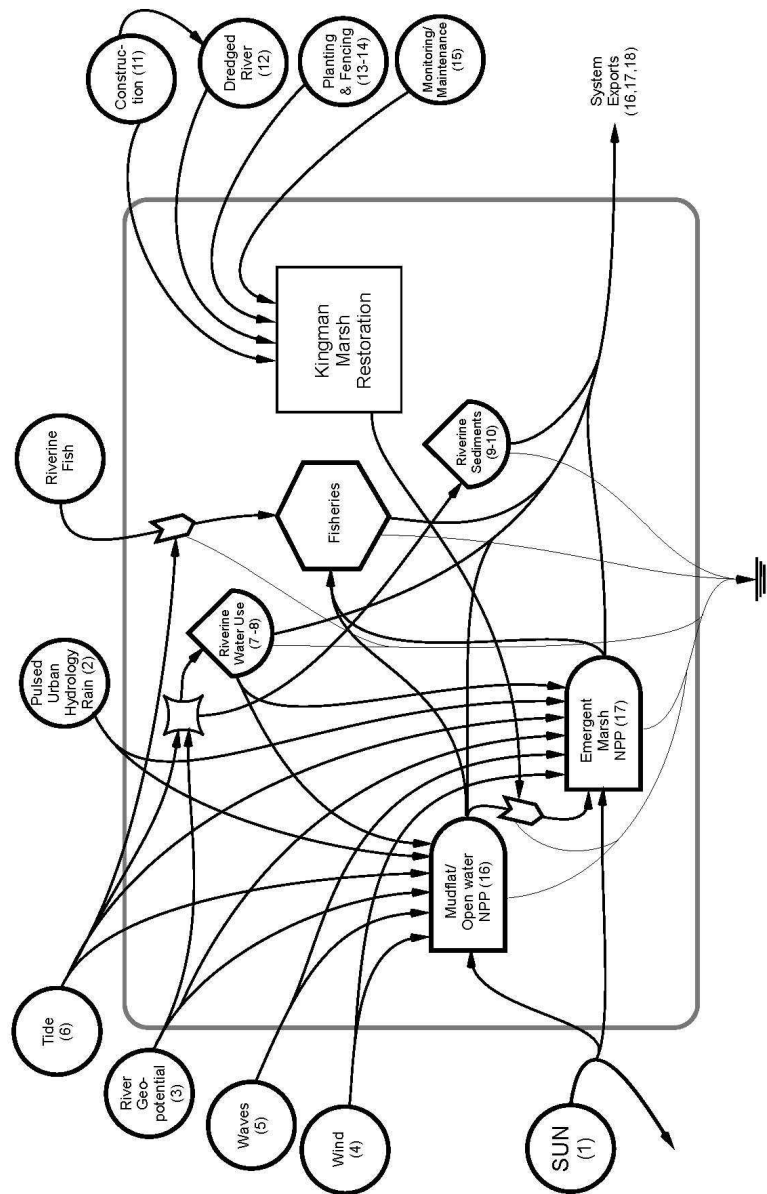 SUN
(1)
Wind
(4)
Waves
(5)
River
Geo-
potential
(3)
Tide
(6)
Pulsed
Urban
Hydrology
Rain (2)
Riverine
Fish
Construc-
tion (11)
Dredged
River
(12)
Planting
& Fencing
(13-14)
Monitoring/
Maintenance
(15)
Mudflat/
Open water
NPP (16)
Emergent
Marsh
NPP (17)
Riverine
Water Use
(7-8)
Fisheries
Riverine
Sediments
(9-10)
Kingman
Marsh
Restoration
System
Exports
(16,17,18)